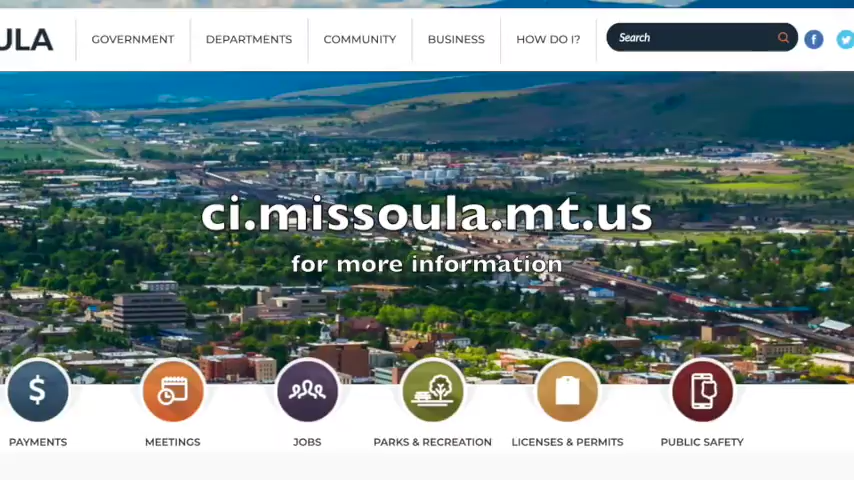 ULA
GOVERNMENT
DEPARTMENTS
COMMUNITY
BUSINESS
HOW DO I?
Search
f
ci.missoula.mt.us
for more information
$
PAYMENTS
MEETINGS
JOBS
PARKS & RECREATION
LICENSES & PERMITS
PUBLIC SAFETY